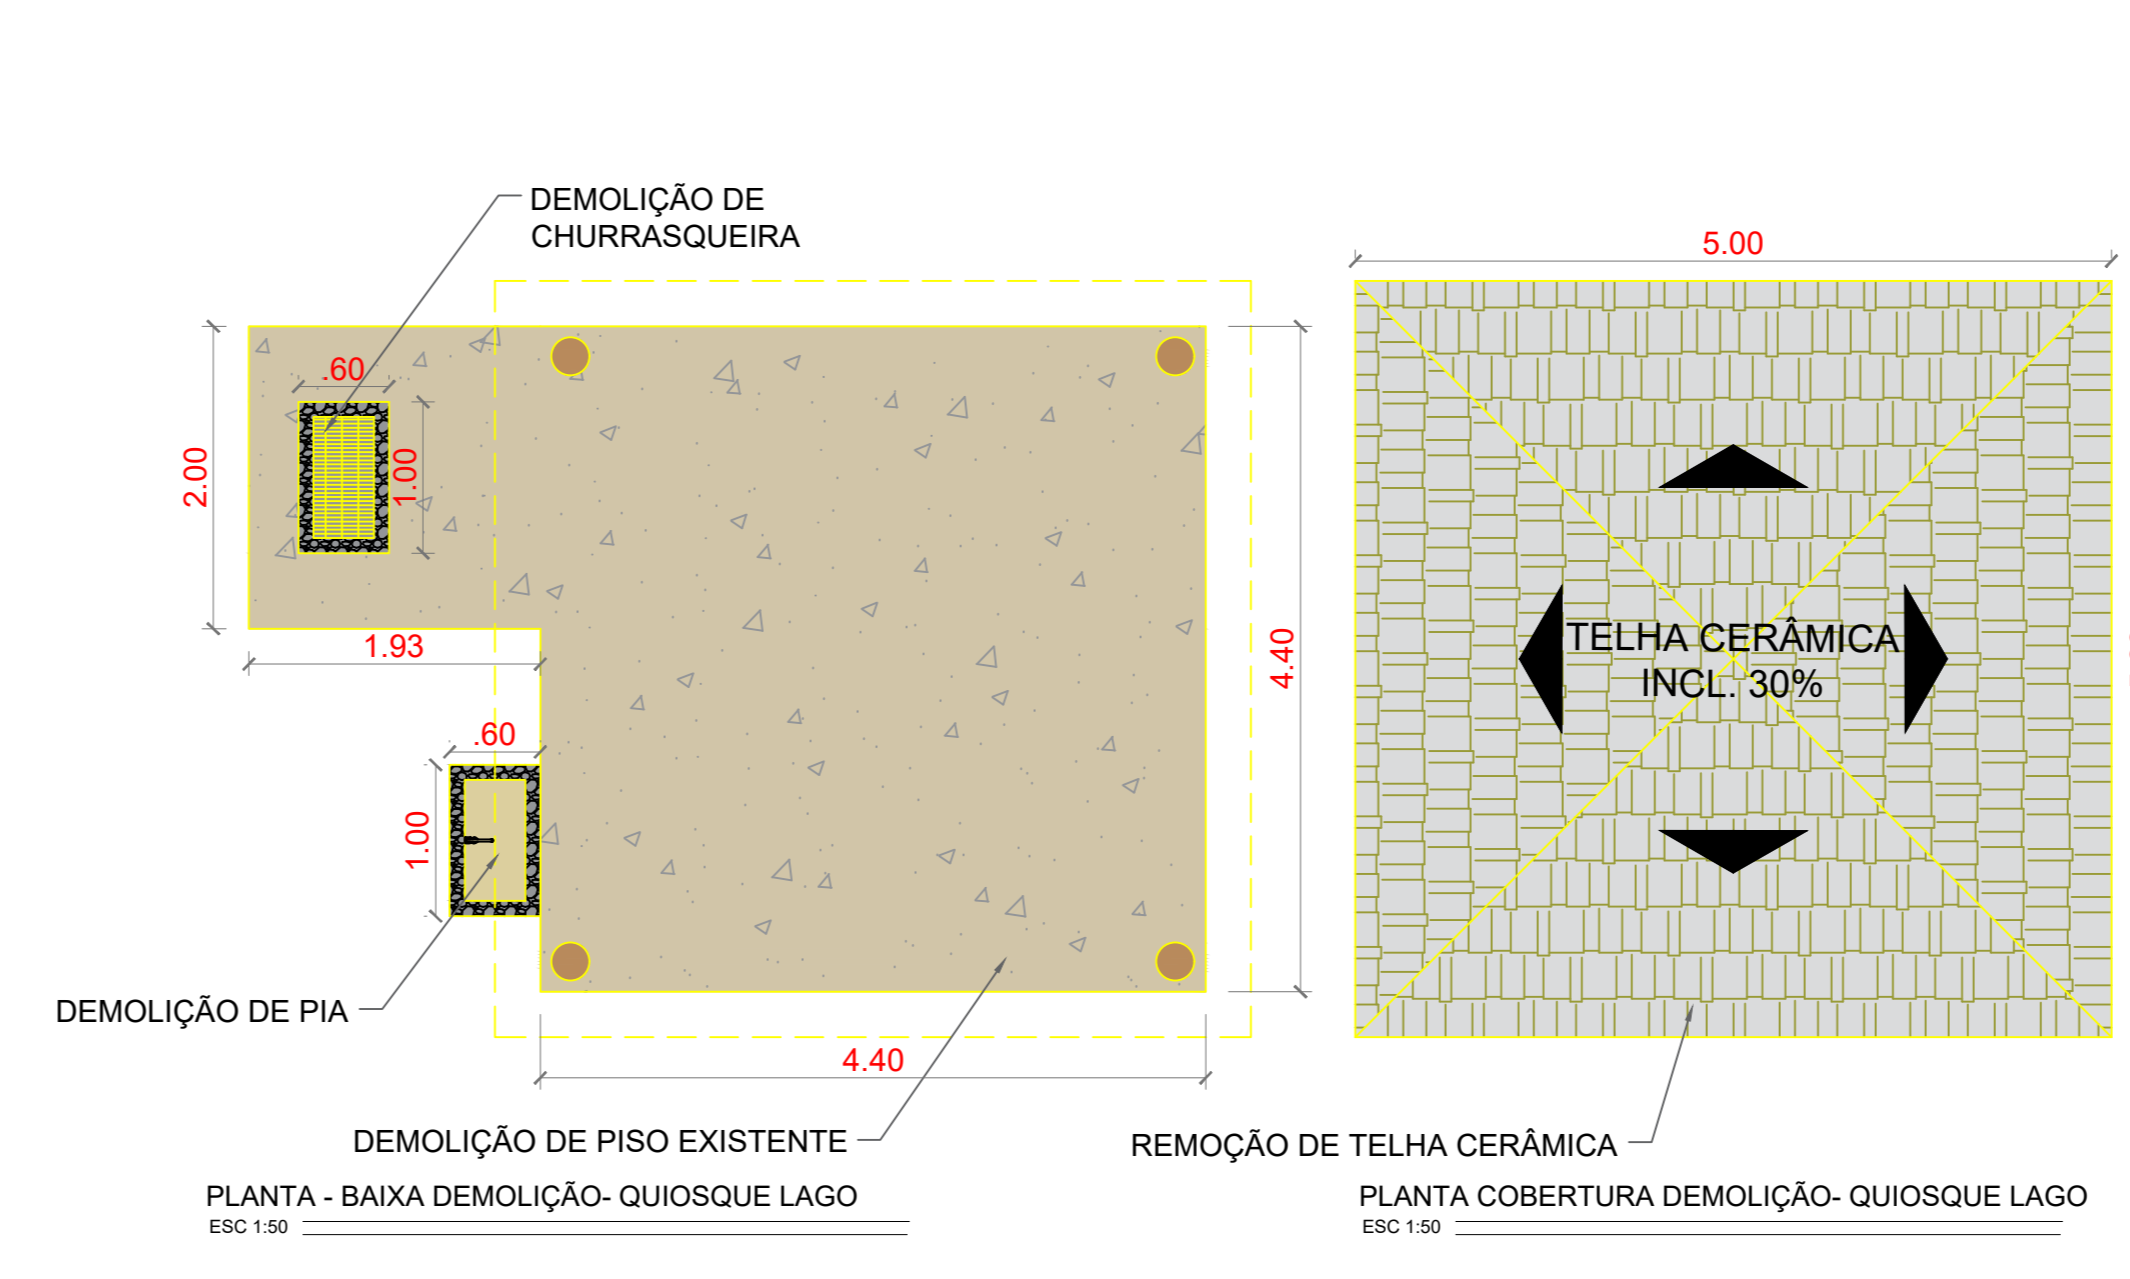 DEMOLIÇÃO DE
CHURRASQUEIRA
.60
1.00
2.00
1.93
.60
1.00
4.40
4.40
DEMOLIÇÃO DE PIA
DEMOLIÇÃO DE PISO EXISTENTE
PLANTA - BAIXA DEMOLIÇÃO- QUIOSQUE LAGO
ESC 1:50
5.00
TELHA CERÂMICA
INCL. 30%
REMOÇÃO DE TELHA CERÂMICA
PLANTA COBERTURA DEMOLIÇÃO- QUIOSQUE LAGO
ESC 1:50